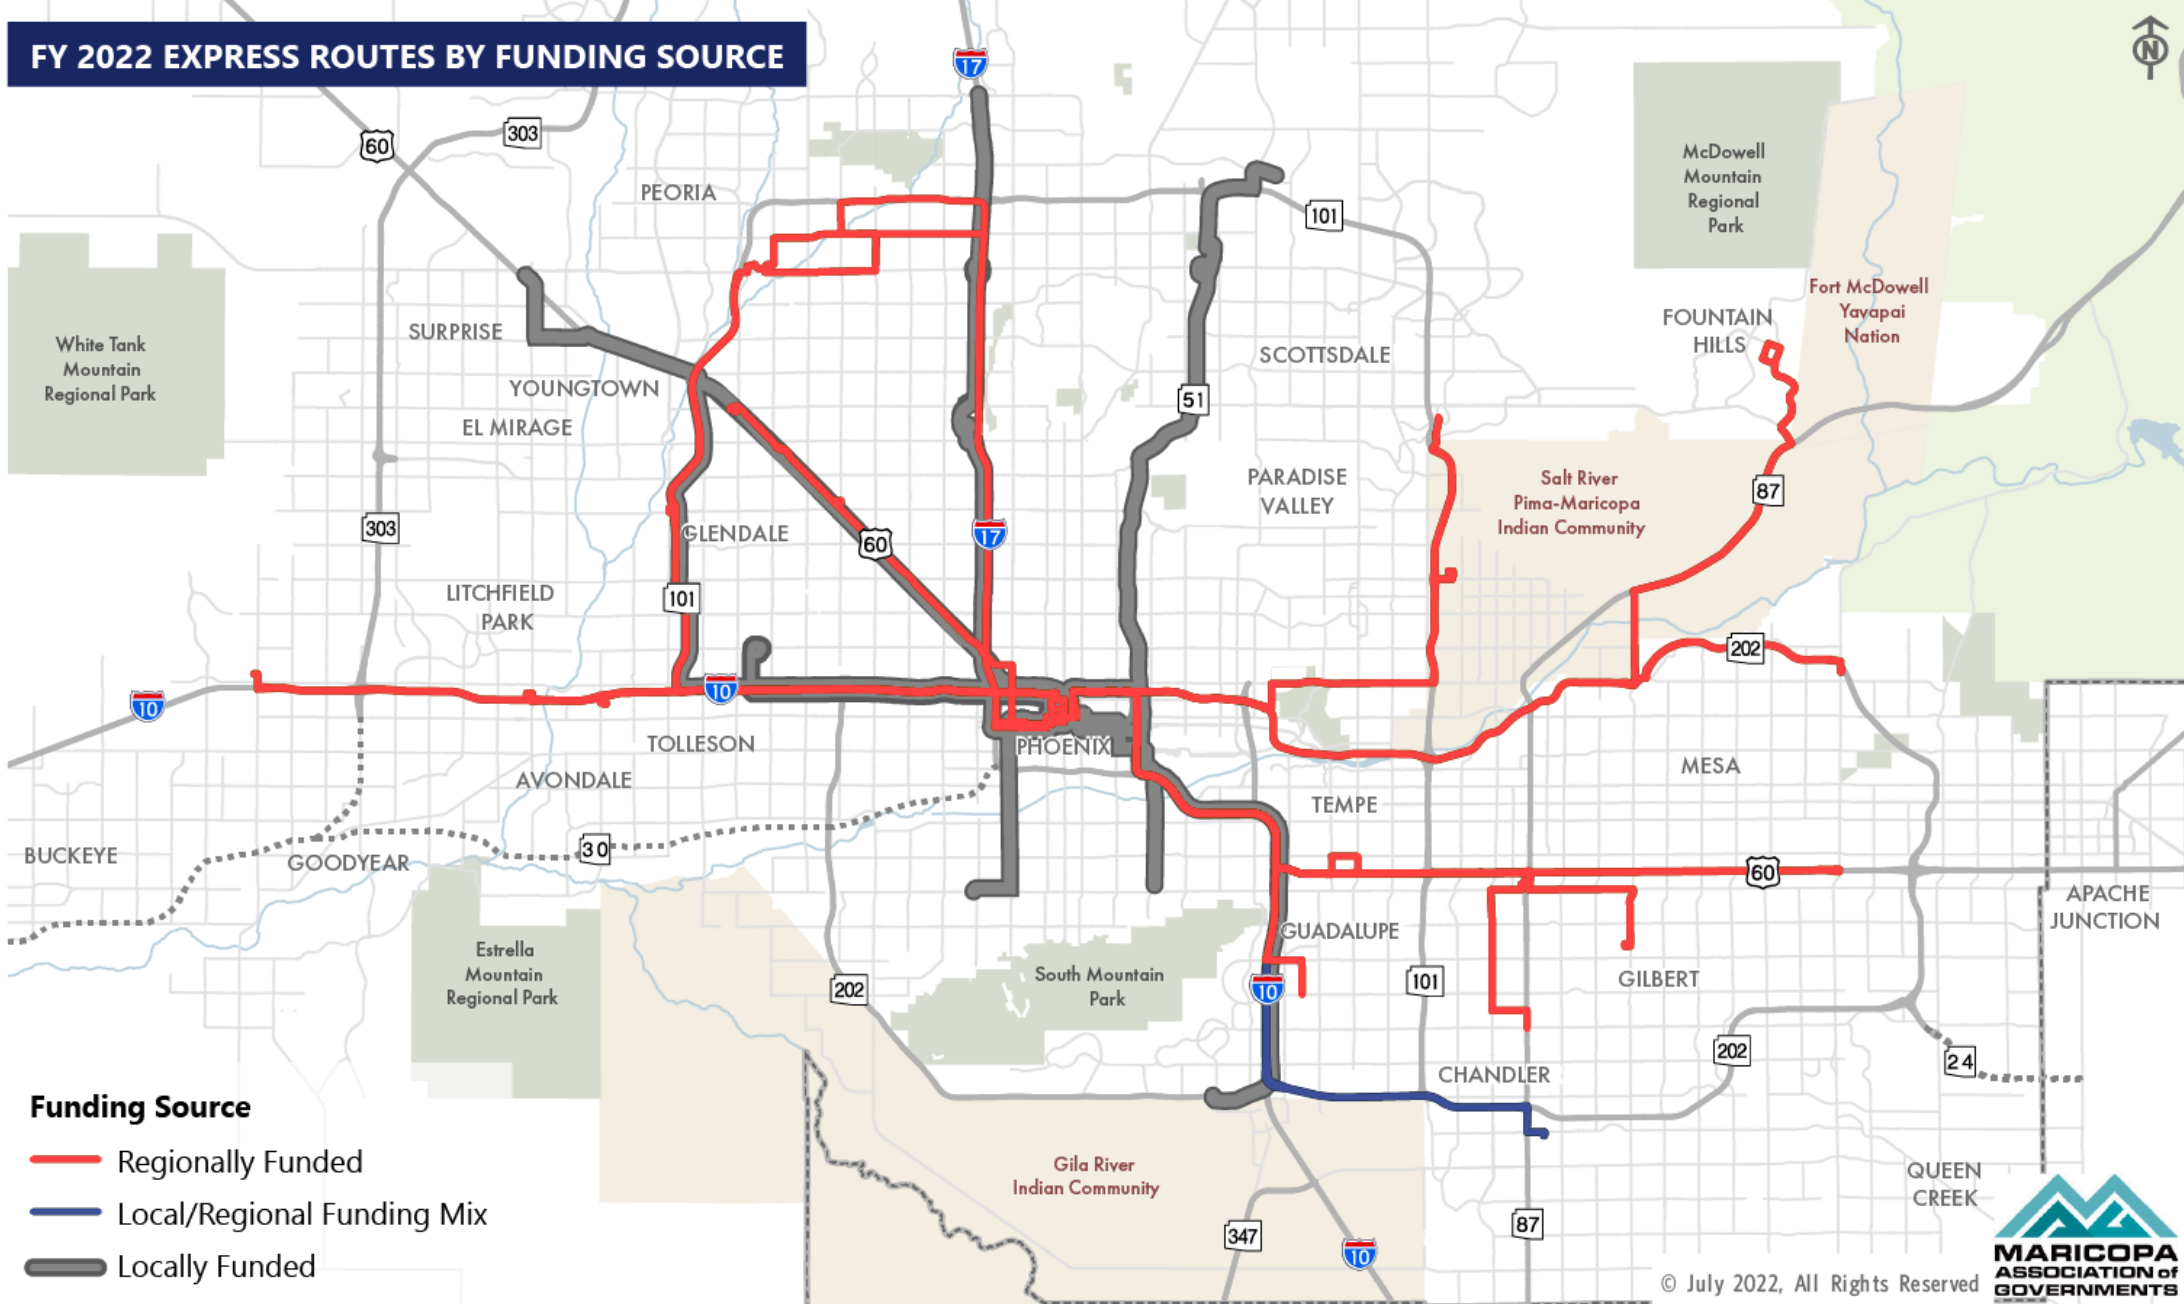 FY 2022 EXPRESS ROUTES BY FUNDING SOURCE
17
N
60
303
McDowell
Mountain
Regional
Park
PEORIA
101
Fort McDowell
Yavapai
Nation
FOUNTAIN
HILLS
SURPRISE
White Tank
Mountain
Regional Park
SCOTTSDALE
YOUNGTOWN
51
EL MIRAGE
PARADISE
VALLEY
Salt River
Pima-Maricopa
Indian Community
87
303
GLENDALE
60
17
LITCHFIELD
PARK
101
202
10
10
TOLLESON
PHOENIX
MESA
AVONDALE
TEMPE
BUCKEYE
GOODYEAR
30
60
APACHE
JUNCTION
GUADALUPE
Estrella
Mountain
Regional Park
South Mountain
Park
202
10
101
GILBERT
202
24
CHANDLER
Funding Source
Regionally Funded
Local/Regional Funding Mix
Locally Funded
Gila River
Indian Community
QUEEN
CREEK
347
10
87
MARICOPA
ASSOCIATION of
GOVERNMENTS
© July 2022, All Rights Reserved